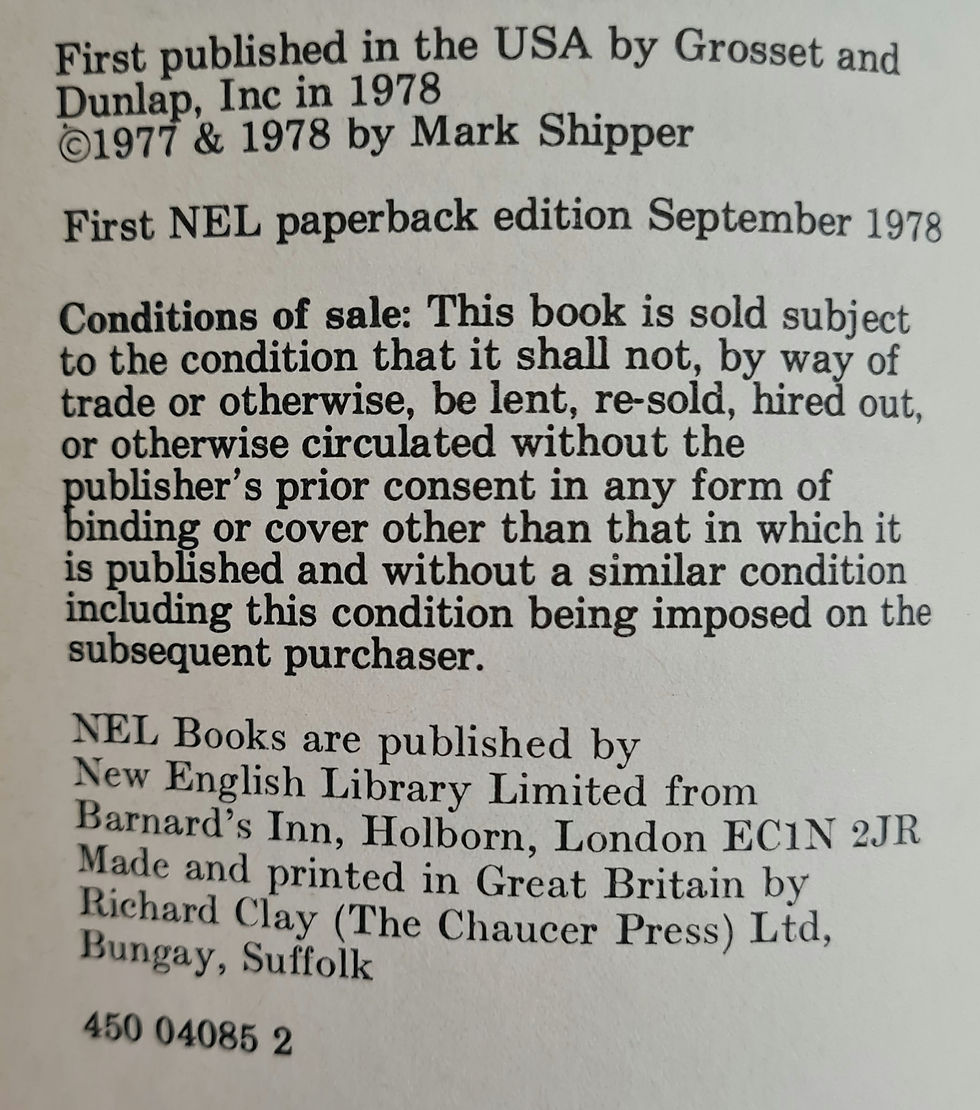 First published in the USA by Grosset and
Dunlap, Inc in 1978
©1977 & 1978 by Mark Shipper
First NEL paperback edition September 1978
Conditions of sale: This book is sold subject
to the condition that it shall not, by way of
trade or otherwise, be lent, re-sold, hired out,
or otherwise circulated without the
publisher's prior consent in any form of
binding or cover other than that in which it
is published and without a similar condition
including this condition being imposed on the
subsequent purchaser.
NEL Books are published by
New English Library Limited from
Barnard's Inn, Holborn, London EC1N 2JR
Made and printed in Great Britain by
Richard Clay (The Chaucer Press) Ltd,
Bungay, Suffolk
450 04085 2